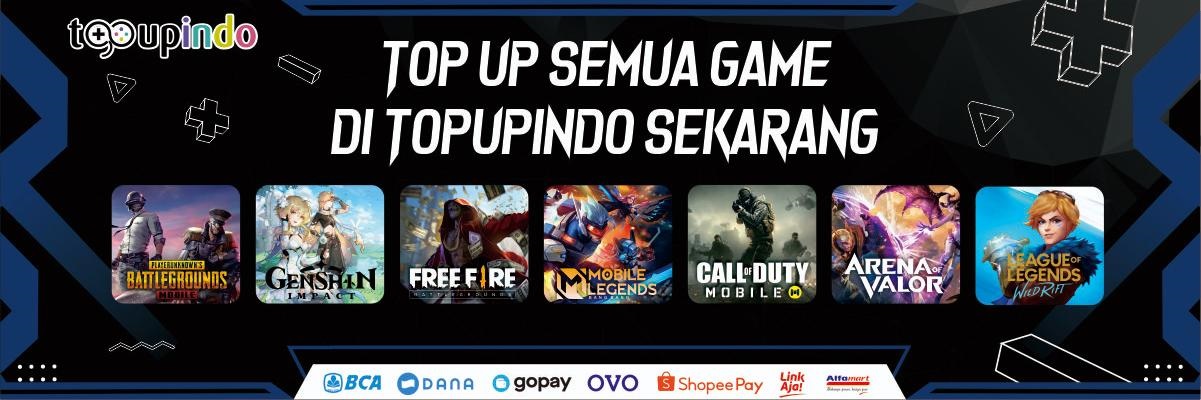 topupindo
TOP UP SEMUA GAME
DI TOPUPINDO SEKARANG
PLAYERUNKNOWN'S
BATTLEGROUNDS
MOBILE
GENSHIN
IMPACT
FREE FIRE
BATTLEGROUNDS
MOBILE
LEGENDS
BANG BANG
CALL OF DUTY
MOBILE
ARENA OF
VALOR
LEAGUE OF
LEGENDS
WILD RIFT
BCA
DANA
gopay
OVO
ShopeePay
Link
Aja!
Alfamart